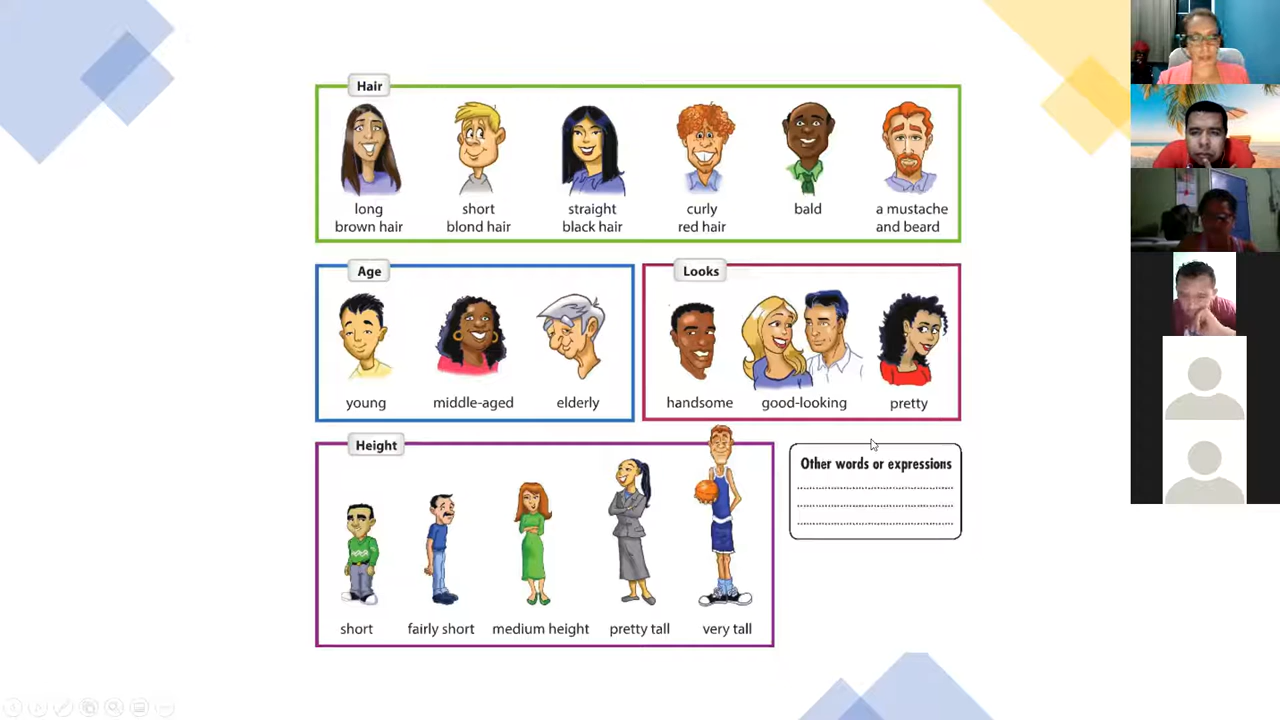 Hair
long
brown hair
short
blond hair
straight
black hair
curly
red hair
bald
a mustache
and beard
Age
young
middle-aged
elderly
Looks
handsome
good-looking
pretty
Height
short
fairly short
medium height
pretty tall
very tall
Other words or expressions